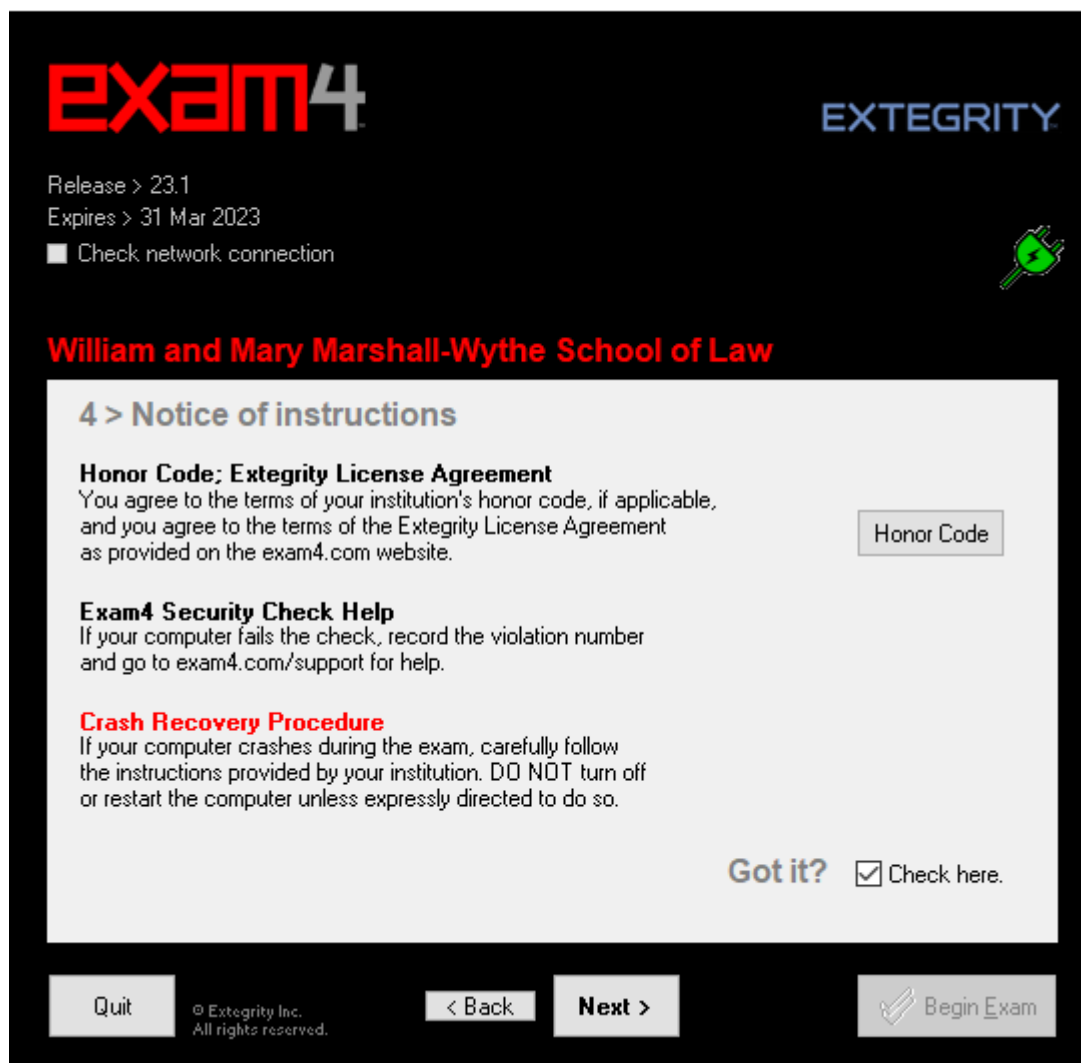 exam4
EXTEGRITY
Release > 23.1
Expires > 31 Mar 2023
Check network connection
William and Mary Marshall-Wythe School of Law
4 > Notice of instructions
Honor Code; Extegrity License Agreement
You agree to the terms of your institution's honor code, if applicable,
and you agree to the terms of the Extegrity License Agreement
as provided on the exam4.com website.
Honor Code
Exam4 Security Check Help
If your computer fails the check, record the violation number
and go to exam4.com/support for help.
Crash Recovery Procedure
If your computer crashes during the exam, carefully follow
the instructions provided by your institution. DO NOT turn off
or restart the computer unless expressly directed to do so.
Got it? Check here.
Quit
© Extegrity Inc.
All rights reserved.
< Back
Next >
Begin Exam